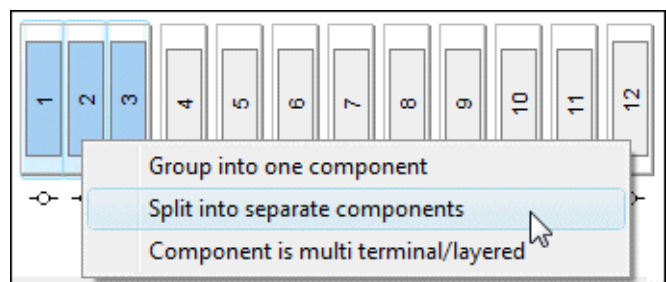 1 2 3 4 5 6 7 8 9 10 11 12
Group into one component
Split into separate components
Component is multi terminal/layered